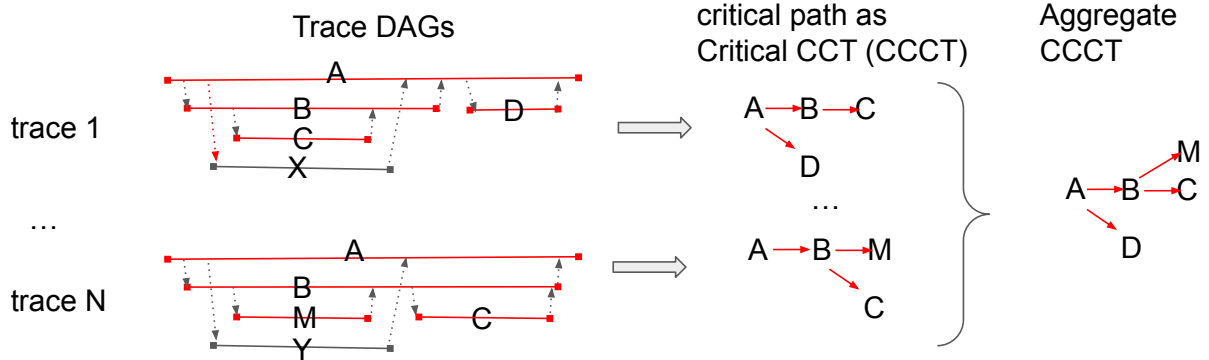 Trace DAGs
critical path as
Critical CCT (CCCT)
Aggregate
CCCT
trace 1
A
B
D
C
X
A B C
D
...
...
trace N
A
B
M
C
Y
A B M
C
M
A B C
D